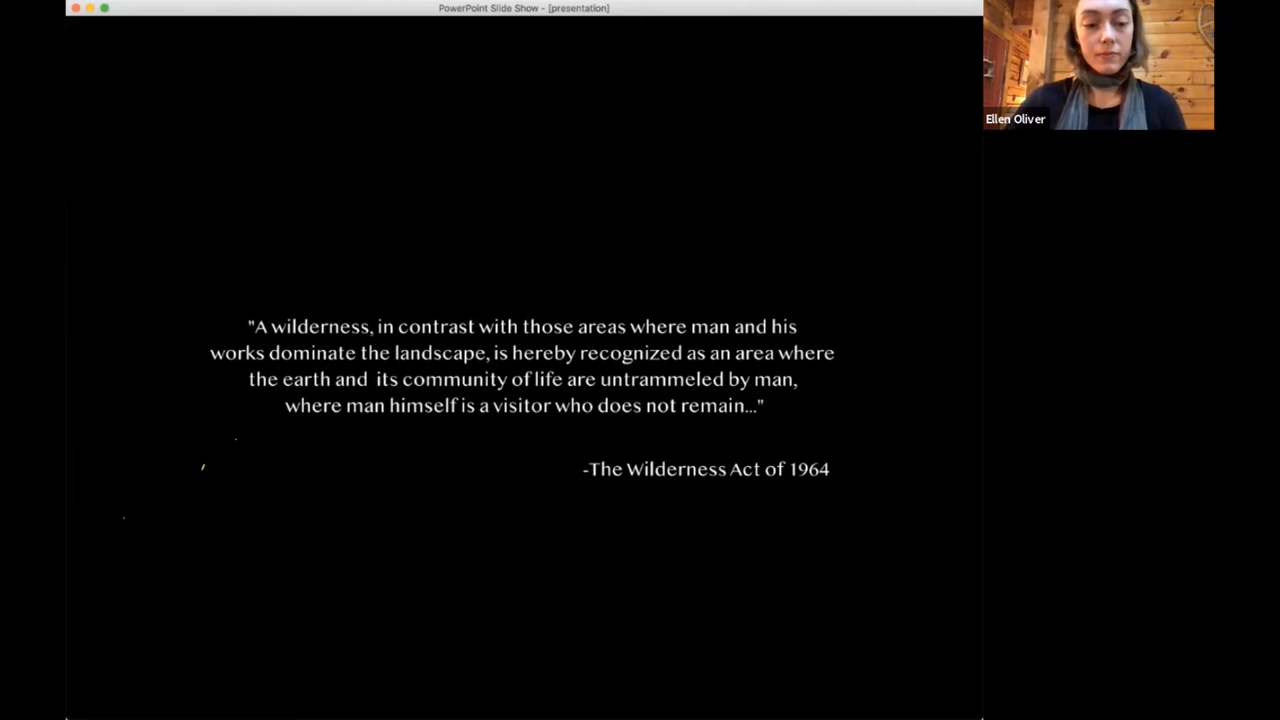 PowerPoint Slide Show - [presentation]
Ellen Oliver
"A wilderness, in contrast with those areas where man and his
works dominate the landscape, is hereby recognized as an area where
the earth and its community of life are untrammeled by man,
where man himself is a visitor who does not remain..."
-The Wilderness Act of 1964